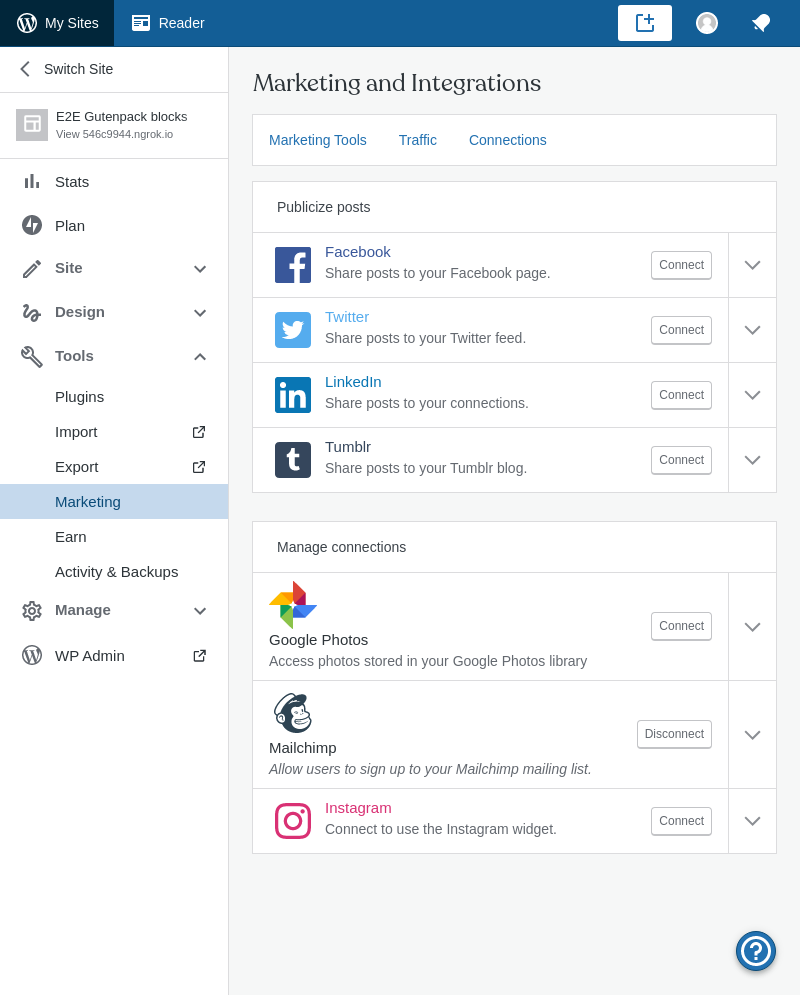 My Sites
Reader
Switch Site
E2E Gutenpack blocks
View 546c9944.ngrok.io
Stats
Plan
Site
Design
Tools
Plugins
Import
Export
Marketing
Earn
Activity & Backups
Manage
WP Admin
Marketing and Integrations
Marketing Tools Traffic Connections
Publicize posts
Facebook
Share posts to your Facebook page.
Connect
Twitter
Share posts to your Twitter feed.
Connect
LinkedIn
Share posts to your connections.
Connect
Tumblr
Share posts to your Tumblr blog.
Connect
Manage connections
Google Photos
Access photos stored in your Google Photos library
Connect
Mailchimp
Allow users to sign up to your Mailchimp mailing list.
Disconnect
Instagram
Connect to use the Instagram widget.
Connect